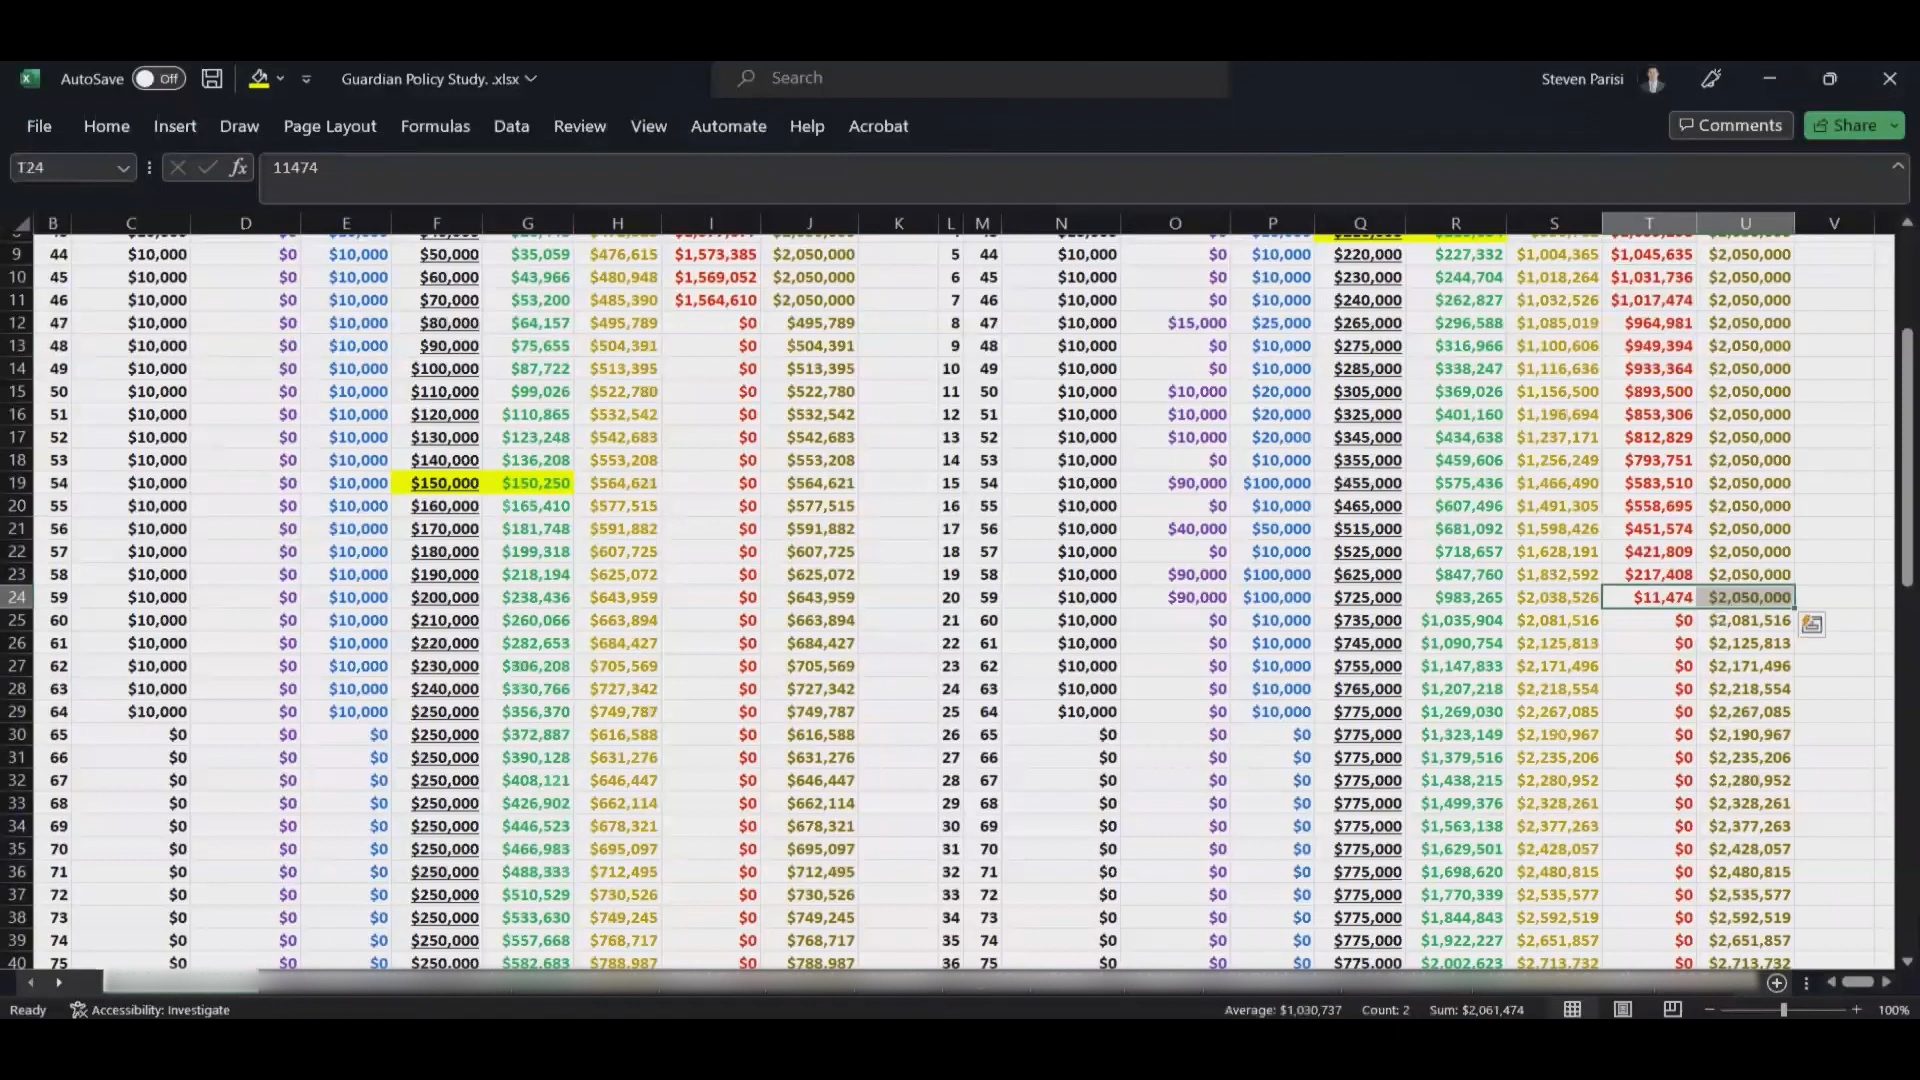 AutoSave Off Guardian Policy Study. .xlsx Search Steven Parisi
File Home Insert Draw Page Layout Formulas Data Review View Automate Help Acrobat Comments Share
T24 fx 11474
B C D E F G H I J K L M N O P Q R S T U V
9 44 $10,000 $0 $10,000 $50,000 $35,059 $476,615 $1,573,385 $2,050,000 5 44 $10,000 $0 $10,000 $220,000 $227,332 $1,004,365 $1,045,635 $2,050,000
10 45 $10,000 $0 $10,000 $60,000 $43,966 $480,948 $1,569,052 $2,050,000 6 45 $10,000 $0 $10,000 $230,000 $244,704 $1,018,264 $1,031,736 $2,050,000
11 46 $10,000 $0 $10,000 $70,000 $53,200 $485,390 $1,564,610 $2,050,000 7 46 $10,000 $0 $10,000 $240,000 $262,827 $1,032,526 $1,017,474 $2,050,000
12 47 $10,000 $0 $10,000 $80,000 $64,157 $495,789 $0 $495,789 8 47 $10,000 $15,000 $25,000 $265,000 $296,588 $1,085,019 $964,981 $2,050,000
13 48 $10,000 $0 $10,000 $90,000 $75,655 $504,391 $0 $504,391 9 48 $10,000 $0 $10,000 $275,000 $316,966 $1,100,606 $949,394 $2,050,000
14 49 $10,000 $0 $10,000 $100,000 $87,722 $513,395 $0 $513,395 10 49 $10,000 $0 $10,000 $285,000 $338,247 $1,116,636 $933,364 $2,050,000
15 50 $10,000 $0 $10,000 $110,000 $99,026 $522,780 $0 $522,780 11 50 $10,000 $10,000 $20,000 $305,000 $369,026 $1,156,500 $893,500 $2,050,000
16 51 $10,000 $0 $10,000 $120,000 $110,865 $532,542 $0 $532,542 12 51 $10,000 $10,000 $20,000 $325,000 $401,160 $1,196,694 $853,306 $2,050,000
17 52 $10,000 $0 $10,000 $130,000 $123,248 $542,683 $0 $542,683 13 52 $10,000 $10,000 $20,000 $345,000 $434,638 $1,237,171 $812,829 $2,050,000
18 53 $10,000 $0 $10,000 $140,000 $136,208 $553,208 $0 $553,208 14 53 $10,000 $0 $10,000 $355,000 $459,606 $1,256,249 $793,751 $2,050,000
19 54 $10,000 $0 $10,000 $150,000 $150,250 $564,621 $0 $564,621 15 54 $10,000 $90,000 $100,000 $455,000 $575,436 $1,466,490 $583,510 $2,050,000
20 55 $10,000 $0 $10,000 $160,000 $165,410 $577,515 $0 $577,515 16 55 $10,000 $0 $10,000 $465,000 $607,496 $1,491,305 $558,695 $2,050,000
21 56 $10,000 $0 $10,000 $170,000 $181,748 $591,882 $0 $591,882 17 56 $10,000 $40,000 $50,000 $515,000 $681,092 $1,598,426 $451,574 $2,050,000
22 57 $10,000 $0 $10,000 $180,000 $199,318 $607,725 $0 $607,725 18 57 $10,000 $0 $10,000 $525,000 $718,657 $1,628,191 $421,809 $2,050,000
23 58 $10,000 $0 $10,000 $190,000 $218,194 $625,072 $0 $625,072 19 58 $10,000 $90,000 $100,000 $625,000 $847,760 $1,832,592 $217,408 $2,050,000
24 59 $10,000 $0 $10,000 $200,000 $238,436 $643,959 $0 $643,959 20 59 $10,000 $90,000 $100,000 $725,000 $983,265 $2,038,526 $11,474 $2,050,000
25 60 $10,000 $0 $10,000 $210,000 $260,066 $663,894 $0 $663,894 21 60 $10,000 $0 $10,000 $735,000 $1,035,904 $2,081,516 $0 $2,081,516
26 61 $10,000 $0 $10,000 $220,000 $282,653 $684,427 $0 $684,427 22 61 $10,000 $0 $10,000 $745,000 $1,090,754 $2,125,813 $0 $2,125,813
27 62 $10,000 $0 $10,000 $230,000 $306,208 $705,569 $0 $705,569 23 62 $10,000 $0 $10,000 $755,000 $1,147,833 $2,171,496 $0 $2,171,496
28 63 $10,000 $0 $10,000 $240,000 $330,766 $727,342 $0 $727,342 24 63 $10,000 $0 $10,000 $765,000 $1,207,218 $2,218,554 $0 $2,218,554
29 64 $10,000 $0 $10,000 $250,000 $356,370 $749,787 $0 $749,787 25 64 $10,000 $0 $10,000 $775,000 $1,269,030 $2,267,085 $0 $2,267,085
30 65 $0 $0 $0 $250,000 $372,887 $616,588 $0 $616,588 26 65 $0 $0 $0 $775,000 $1,323,149 $2,190,967 $0 $2,190,967
31 66 $0 $0 $0 $250,000 $390,128 $631,276 $0 $631,276 27 66 $0 $0 $0 $775,000 $1,379,516 $2,235,206 $0 $2,235,206
32 67 $0 $0 $0 $250,000 $408,121 $646,447 $0 $646,447 28 67 $0 $0 $0 $775,000 $1,438,215 $2,280,952 $0 $2,280,952
33 68 $0 $0 $0 $250,000 $426,902 $662,114 $0 $662,114 29 68 $0 $0 $0 $775,000 $1,499,376 $2,328,261 $0 $2,328,261
34 69 $0 $0 $0 $250,000 $446,523 $678,321 $0 $678,321 30 69 $0 $0 $0 $775,000 $1,563,138 $2,377,263 $0 $2,377,263
35 70 $0 $0 $0 $250,000 $466,983 $695,097 $0 $695,097 31 70 $0 $0 $0 $775,000 $1,629,501 $2,428,057 $0 $2,428,057
36 71 $0 $0 $0 $250,000 $488,333 $712,495 $0 $712,495 32 71 $0 $0 $0 $775,000 $1,698,620 $2,480,815 $0 $2,480,815
37 72 $0 $0 $0 $250,000 $510,529 $730,526 $0 $730,526 33 72 $0 $0 $0 $775,000 $1,770,339 $2,535,577 $0 $2,535,577
38 73 $0 $0 $0 $250,000 $533,630 $749,245 $0 $749,245 34 73 $0 $0 $0 $775,000 $1,844,843 $2,592,519 $0 $2,592,519
39 74 $0 $0 $0 $250,000 $557,668 $768,717 $0 $768,717 35 74 $0 $0 $0 $775,000 $1,922,227 $2,651,857 $0 $2,651,857
40 75 $0 $0 $0 $250,000 $582,683 $788,987 $0 $788,987 36 75 $0 $0 $0 $775,000 $2,002,623 $2,713,732 $0 $2,713,732
Ready Accessibility: Investigate Average: $1,030,737 Count: 2 Sum: $2,061,474 100%